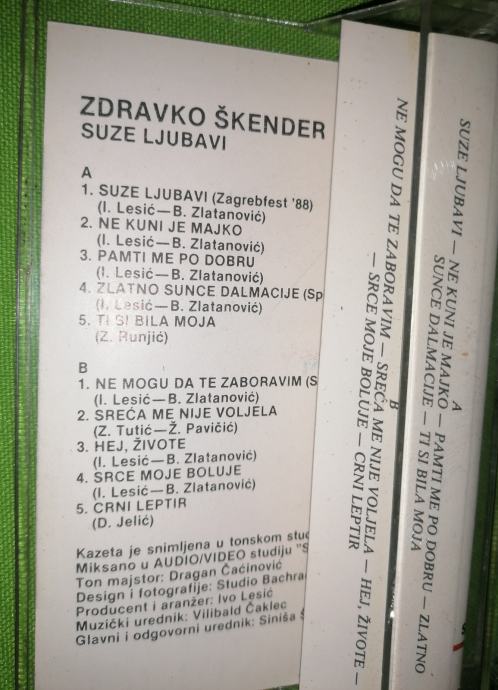 ZDRAVKO ŠKENDER
SUZE LJUBAVI
A
1. SUZE LJUBAVI (Zagrebfest '88)
(I. Lesić—B. Zlatanović)
2. NE KUNI JE MAJKO
(I. Lesić—B. Zlatanović)
3. PAMTI ME PO DOBRU
(I. Lesić—B. Zlatanović)
4. ZLATNO SUNCE DALMACIJE (Sp
(I. Lesić—B. Zlatanović)
5. TI SI BILA MOJA
(Z. Runjić)
B
1. NE MOGU DA TE ZABORAVIM (S
(I. Lesić—B. Zlatanović)
2. SREĆA ME NIJE VOLJELA
(Z. Tutić—Ž. Pavičić)
3. HEJ, ŽIVOTE
(I. Lesić—B. Zlatanović)
4. SRCE MOJE BOLUJE
(I. Lesić—B. Zlatanović)
5. CRNI LEPTIR
(D. Jelić)
Kazeta je snimljena u tonskom stud
Miksano u AUDIO/VIDEO studiju "S
Ton majstor: Dragan Čaćinović
Design i fotografije: Studio Bachra
Producent i aranžer: Ivo Lesić
Muzički urednik: Vilibald Čaklec
Glavni i odgovorni urednik: Siniša Š
B
NE MOGU DA TE ZABORAVIM — SREĆA ME NIJE VOLJELA — HEJ, ŽIVOTE —
— SRCE MOJE BOLUJE — CRNI LEPTIR
A
SUZE LJUBAVI — NE KUNI JE MAJKO — PAMTI ME PO DOBRU — ZLATNO
SUNCE DALMACIJE — TI SI BILA MOJA